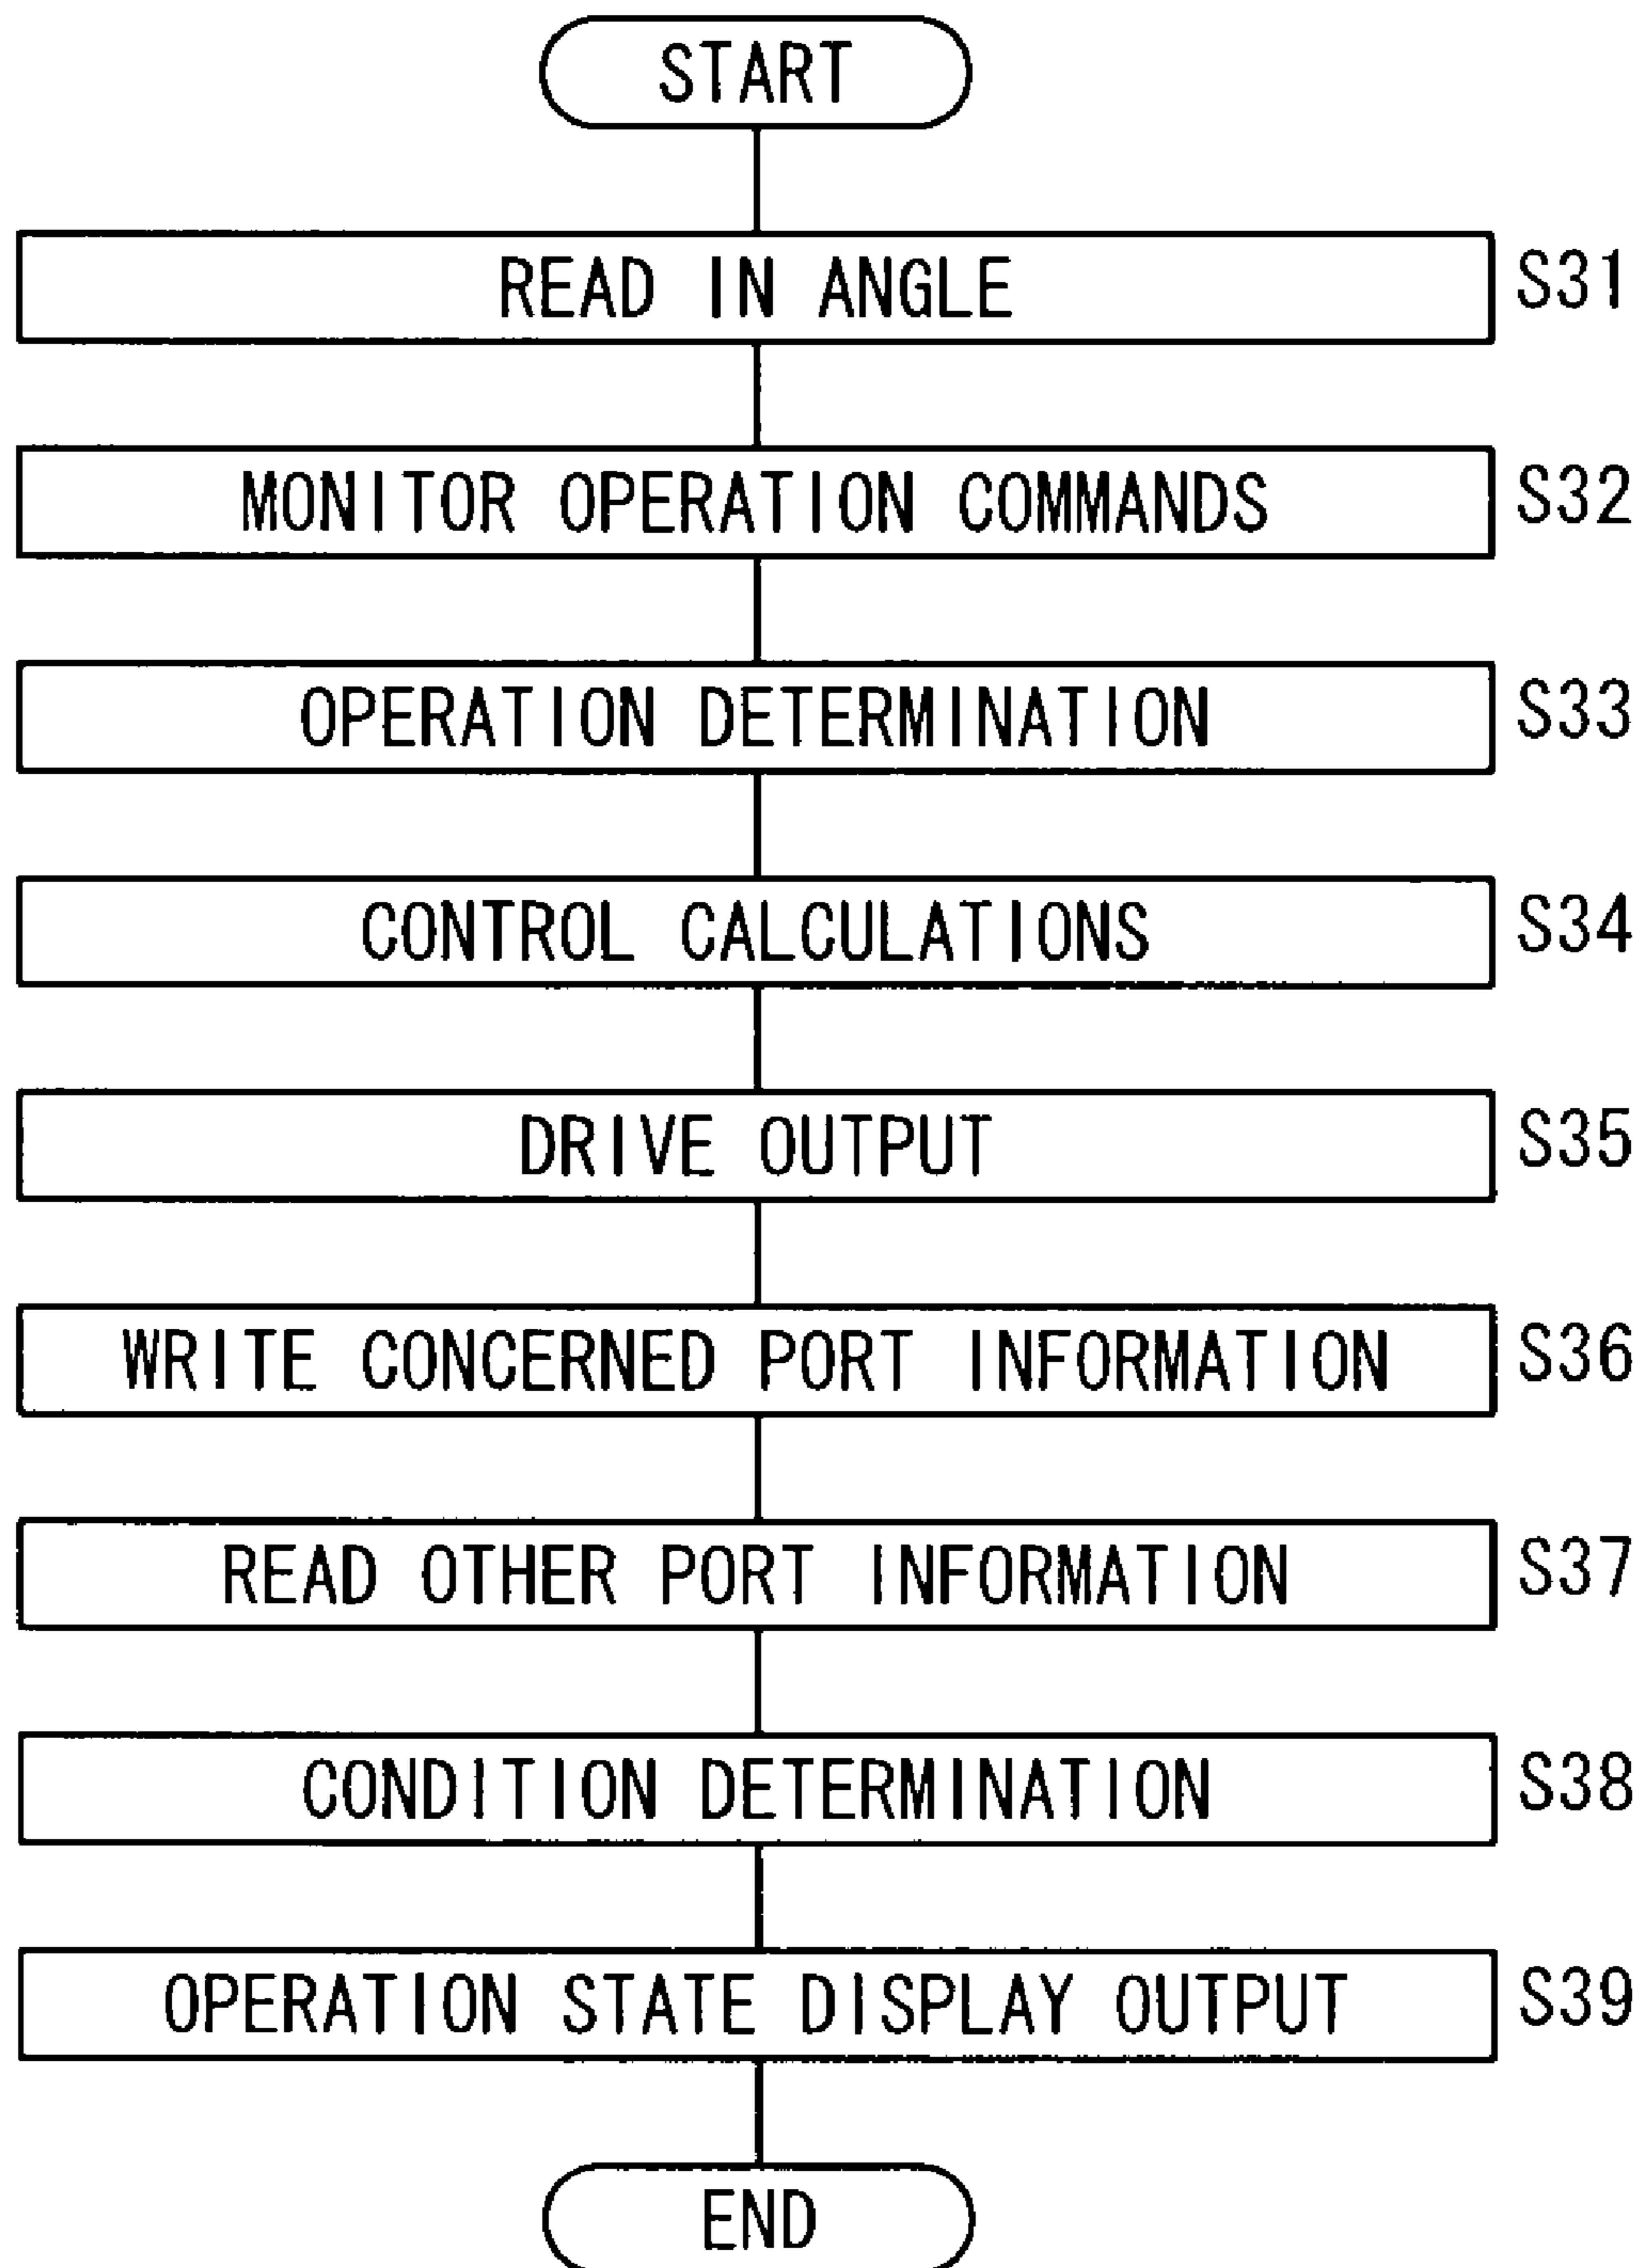 START
READ IN ANGLE S31
MONITOR OPERATION COMMANDS S32
OPERATION DETERMINATION S33
CONTROL CALCULATIONS S34
DRIVE OUTPUT S35
WRITE CONCERNED PORT INFORMATION S36
READ OTHER PORT INFORMATION S37
CONDITION DETERMINATION S38
OPERATION STATE DISPLAY OUTPUT S39
END